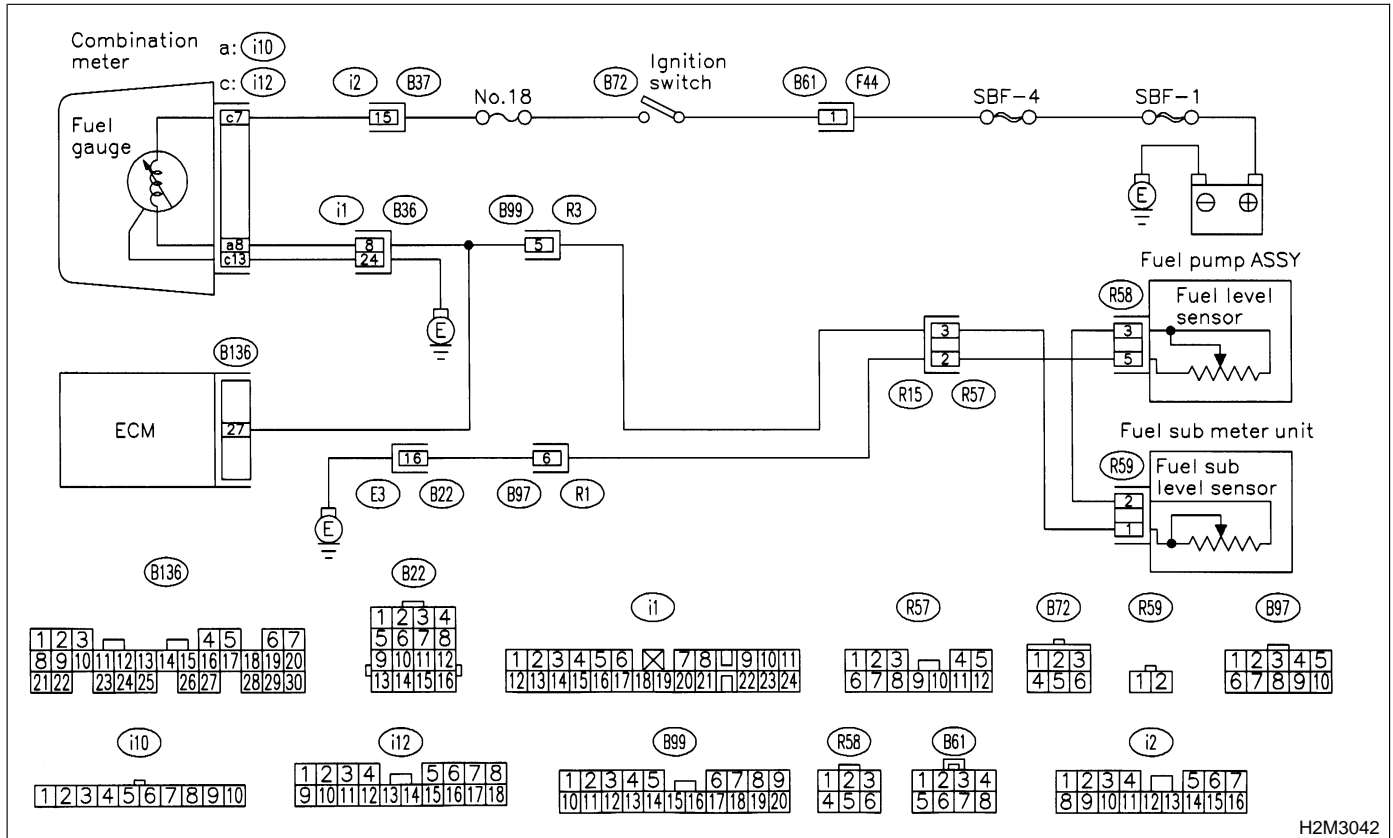 Combination meter
a: i10
c: i12
i2 B37
No.18
B72
Ignition switch
B61 F44
SBF-4
SBF-1
Fuel gauge
c7
15
1
E
⊖ ⊕
i1 B36
B99 R3
a8
8
5
c13
24
E
Fuel pump ASSY
R58
Fuel level sensor
3
5
B136
3
2
R15 R57
ECM
27
Fuel sub meter unit
R59
Fuel sub level sensor
2
1
16
6
E3 B22
B97 R1
E
B136
1 2 3 4 5 6 7
8 9 10 11 12 13 14 15 16 17 18 19 20
21 22 23 24 25 26 27 28 29 30
B22
1 2 3 4
5 6 7 8
9 10 11 12
13 14 15 16
i1
1 2 3 4 5 6 7 8 9 10 11
12 13 14 15 16 17 18 19 20 21 22 23 24
R57
1 2 3 4 5
6 7 8 9 10 11 12
B72
1 2 3
4 5 6
R59
1 2
B97
1 2 3 4 5
6 7 8 9 10
i10
1 2 3 4 5 6 7 8 9 10
i12
1 2 3 4 5 6 7 8
9 10 11 12 13 14 15 16 17 18
B99
1 2 3 4 5 6 7 8 9
10 11 12 13 14 15 16 17 18 19 20
R58
1 2 3
4 5 6
B61
1 2 3 4
5 6 7 8
i2
1 2 3 4 5 6 7
8 9 10 11 12 13 14 15 16
H2M3042